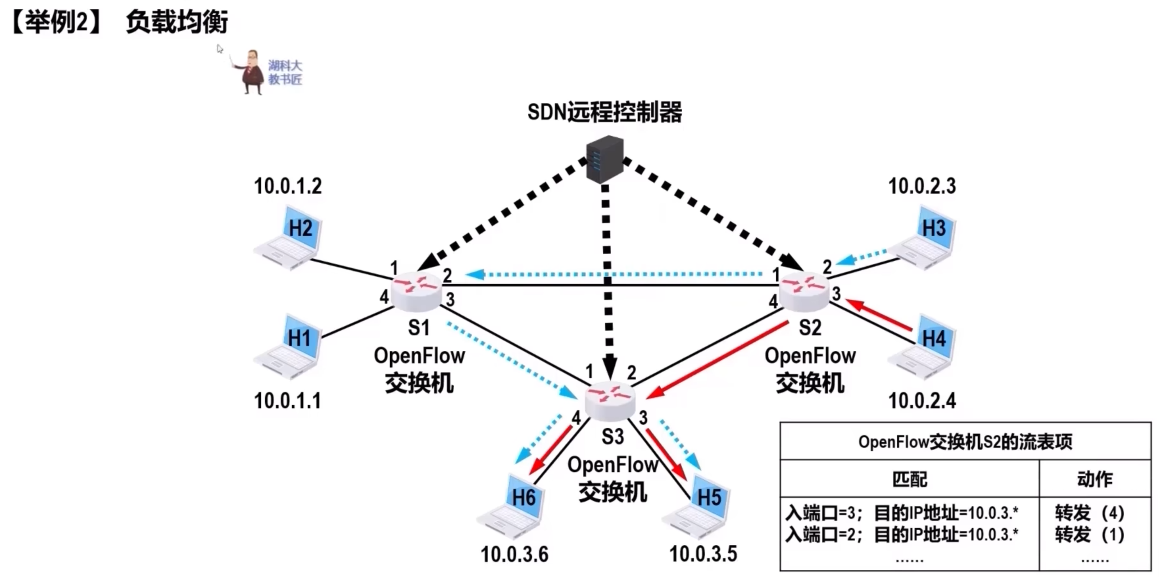 【举例2】 负载均衡
湖科大
教书匠
SDN远程控制器
10.0.1.2
H2
10.0.2.3
H3
1
2
4
3
S1
OpenFlow
交换机
1
2
4
3
S2
OpenFlow
交换机
H1
10.0.1.1
H4
10.0.2.4
1
2
4
3
S3
OpenFlow
交换机
H6
10.0.3.6
H5
10.0.3.5
OpenFlow交换机S2的流表项
匹配 动作
入端口=3；目的IP地址=10.0.3.* 转发（4）
入端口=2；目的IP地址=10.0.3.* 转发（1）
...... ......